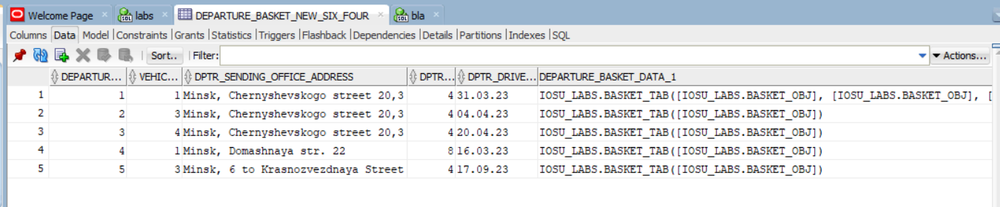 Welcome Page × labs × DEPARTURE_BASKET_NEW_SIX_FOUR × bla ×
Columns Data Model |Constraints |Grants |Statistics |Triggers |Flashback |Dependencies |Details |Partitions |Indexes |SQL
Sort.. Filter: Actions...
DEPARTUR... VEHIC... DPTR_SENDING_OFFICE_ADDRESS DPTR... DPTR_DRIVE... DEPARTURE_BASKET_DATA_1
1 1 1 Minsk, Chernyshevskogo street 20,3 4 31.03.23 IOSU_LABS.BASKET_TAB([IOSU_LABS.BASKET_OBJ], [IOSU_LABS.BASKET_OBJ], [
2 2 3 Minsk, Chernyshevskogo street 20,3 4 04.04.23 IOSU_LABS.BASKET_TAB([IOSU_LABS.BASKET_OBJ])
3 3 4 Minsk, Chernyshevskogo street 20,3 4 20.04.23 IOSU_LABS.BASKET_TAB([IOSU_LABS.BASKET_OBJ])
4 4 1 Minsk, Domashnaya str. 22 8 16.03.23 IOSU_LABS.BASKET_TAB([IOSU_LABS.BASKET_OBJ])
5 5 3 Minsk, 6 to Krasnozvezdnaya Street 4 17.09.23 IOSU_LABS.BASKET_TAB([IOSU_LABS.BASKET_OBJ])